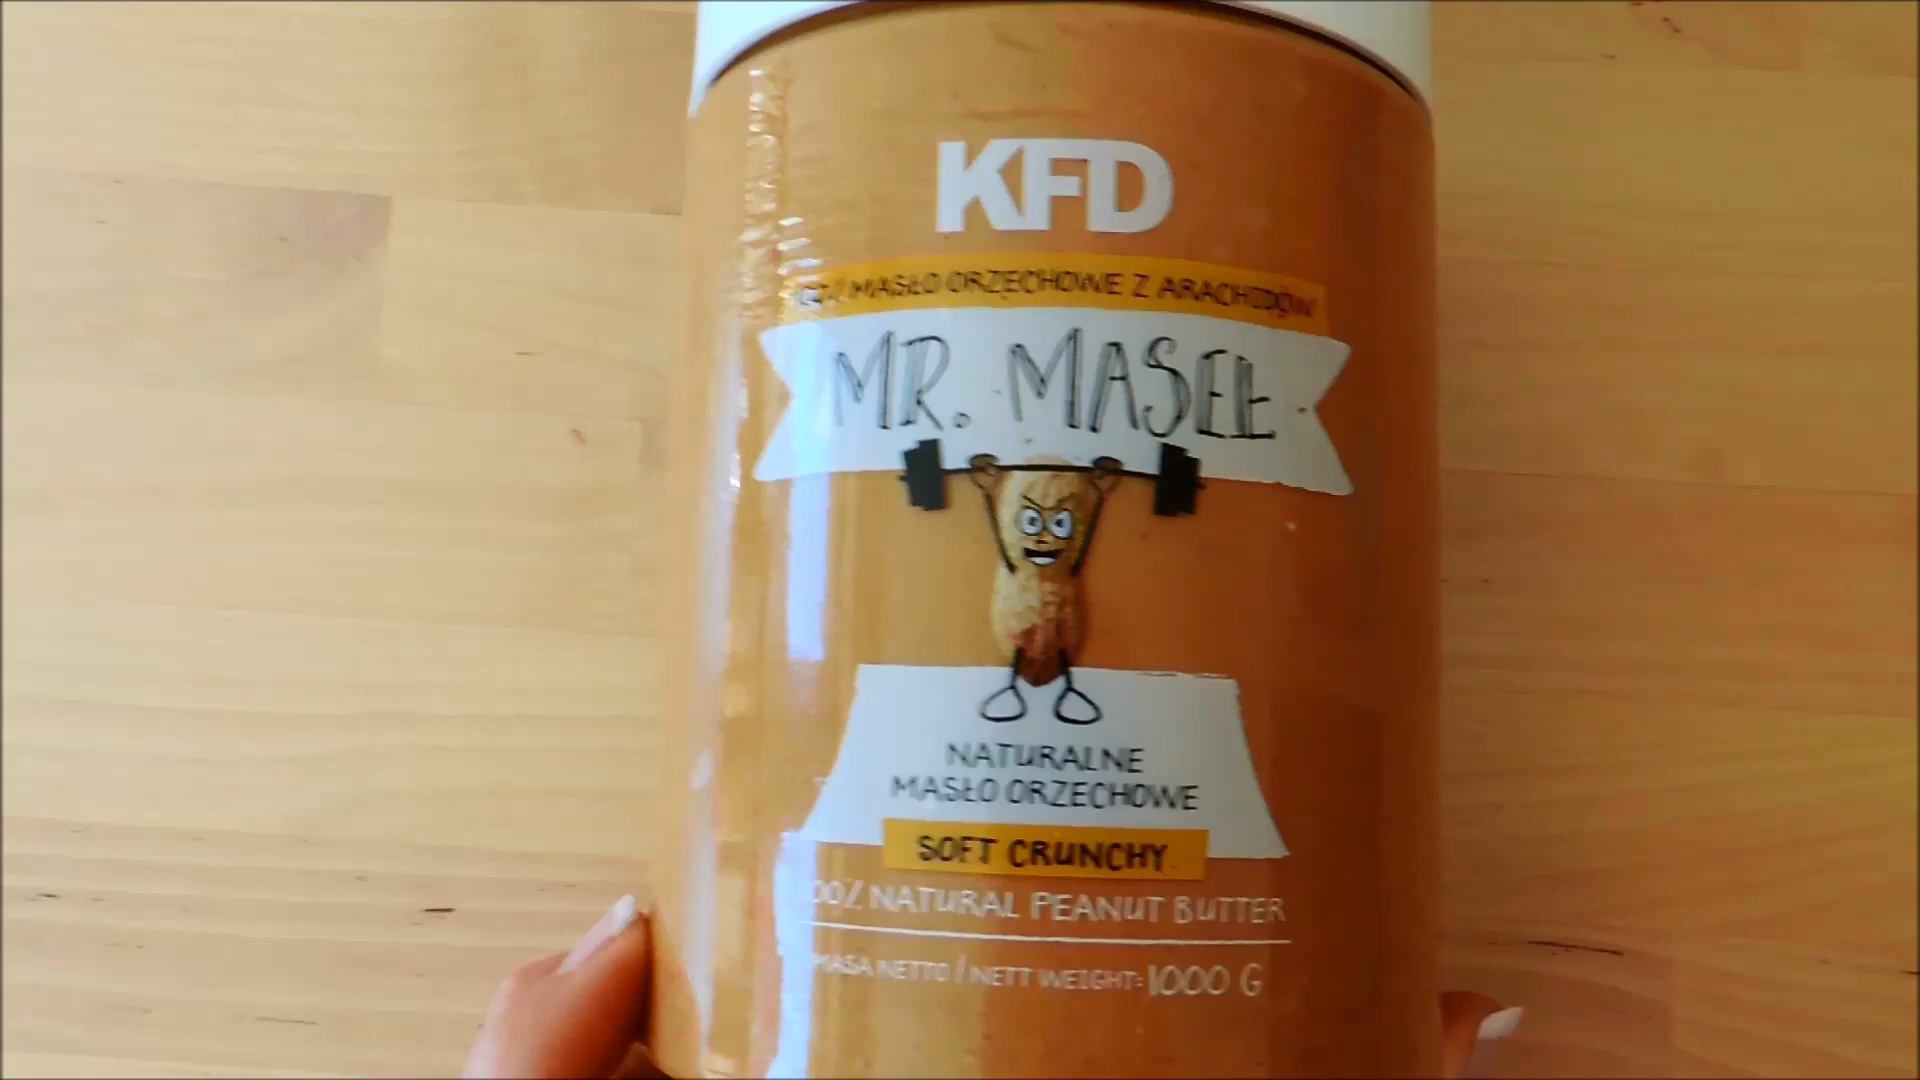 KFD
MASŁO ORZECHOWE Z ARACHIDÓW
MR. MASEŁ
NATURALNE
MASŁO ORZECHOWE
SOFT CRUNCHY
100% NATURAL PEANUT BUTTER
MASA NETTO / NETT WEIGHT: 1000 G